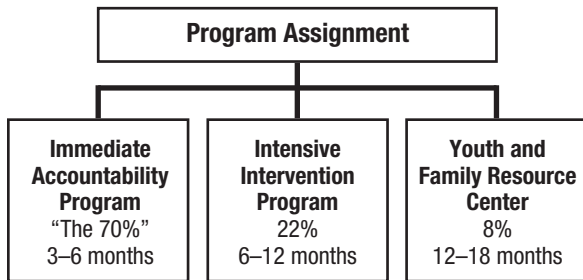 Program Assignment
Immediate
Accountability
Program
“The 70%”
3–6 months
Intensive
Intervention
Program
22%
6–12 months
Youth and
Family Resource
Center
8%
12–18 months